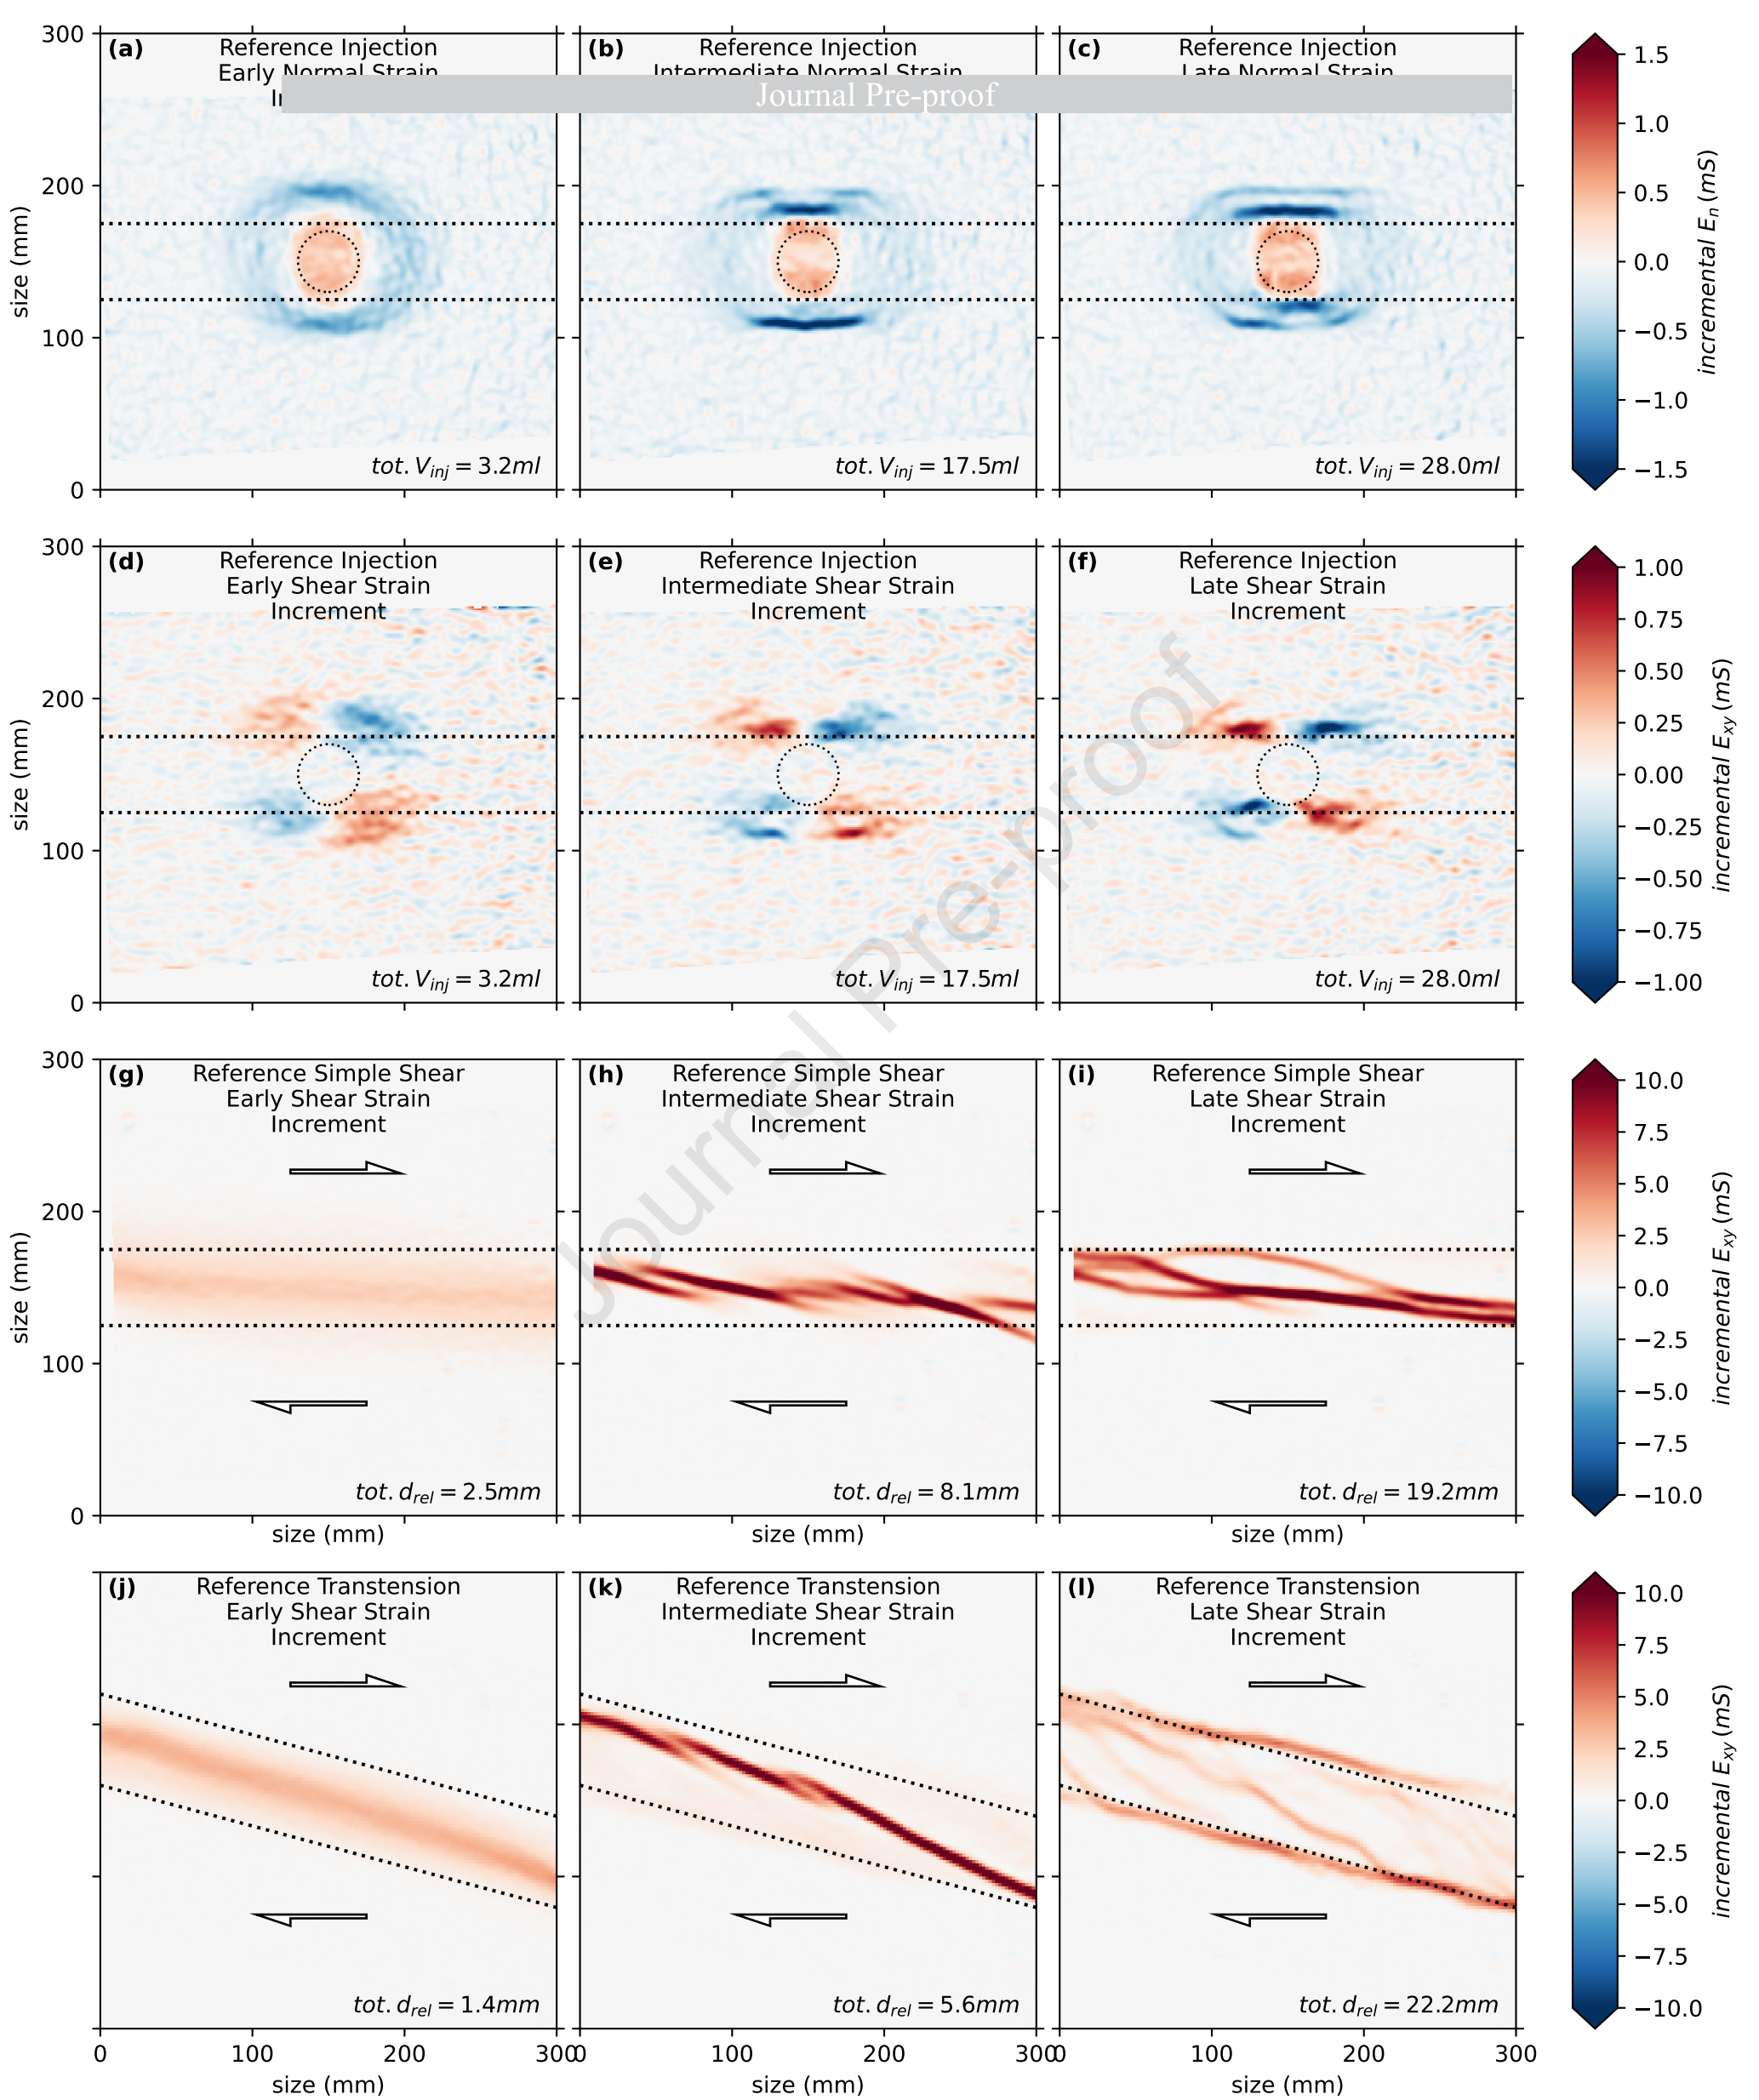 (a) Reference Injection
Early Normal Strain
(b) Reference Injection
Intermediate Normal Strain
(c) Reference Injection
Late Normal Strain
Journal Pre-proof
300
200
100
0
size (mm)
tot. V_inj = 3.2ml
tot. V_inj = 17.5ml
tot. V_inj = 28.0ml
1.5
1.0
0.5
0.0
−0.5
−1.0
−1.5
incremental E_n (mS)
(d) Reference Injection
Early Shear Strain
Increment
(e) Reference Injection
Intermediate Shear Strain
Increment
(f) Reference Injection
Late Shear Strain
Increment
300
200
100
0
size (mm)
tot. V_inj = 3.2ml
tot. V_inj = 17.5ml
tot. V_inj = 28.0ml
1.00
0.75
0.50
0.25
0.00
−0.25
−0.50
−0.75
−1.00
incremental E_xy (mS)
Journal Pre-proof
(g) Reference Simple Shear
Early Shear Strain
Increment
(h) Reference Simple Shear
Intermediate Shear Strain
Increment
(i) Reference Simple Shear
Late Shear Strain
Increment
300
200
100
0
size (mm)
tot. d_rel = 2.5mm
tot. d_rel = 8.1mm
tot. d_rel = 19.2mm
size (mm)
size (mm)
size (mm)
10.0
7.5
5.0
2.5
0.0
−2.5
−5.0
−7.5
−10.0
incremental E_xy (mS)
(j) Reference Transtension
Early Shear Strain
Increment
(k) Reference Transtension
Intermediate Shear Strain
Increment
(l) Reference Transtension
Late Shear Strain
Increment
tot. d_rel = 1.4mm
tot. d_rel = 5.6mm
tot. d_rel = 22.2mm
0 100 200 300
0 100 200 300
0 100 200 300
size (mm)
size (mm)
size (mm)
10.0
7.5
5.0
2.5
0.0
−2.5
−5.0
−7.5
−10.0
incremental E_xy (mS)